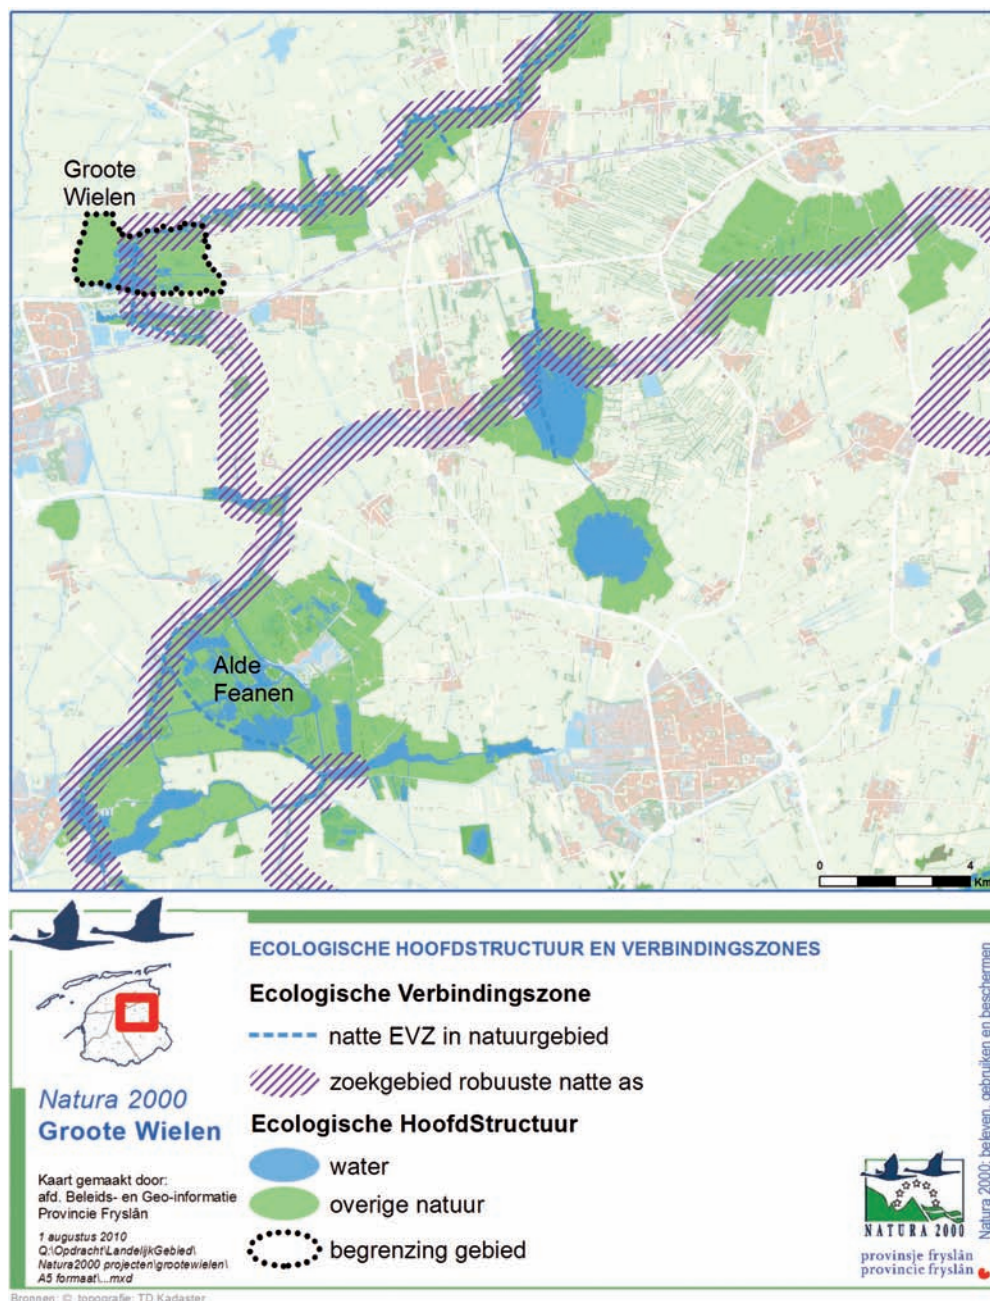 Groote
Wielen
Alde
Feanen
0 4
Km
ECOLOGISCHE HOOFDSTRUCTUUR EN VERBINDINGSZONES
Ecologische Verbindingszone
natte EVZ in natuurgebied
zoekgebied robuuste natte as
Ecologische HoofdStructuur
water
overige natuur
begrenzing gebied
Natura 2000
Groote Wielen
Kaart gemaakt door:
afd. Beleids- en Geo-informatie
Provincie Fryslân
1 augustus 2010
Q:\Opdracht\LandelijkGebied\
Natura2000 projecten\grootewielen\
A5 formaat\...mxd
Natura 2000: beleven, gebruiken en beschermen
NATURA 2000
provinsje fryslân
provincie fryslân
Bronnen: © topografie: TD Kadaster